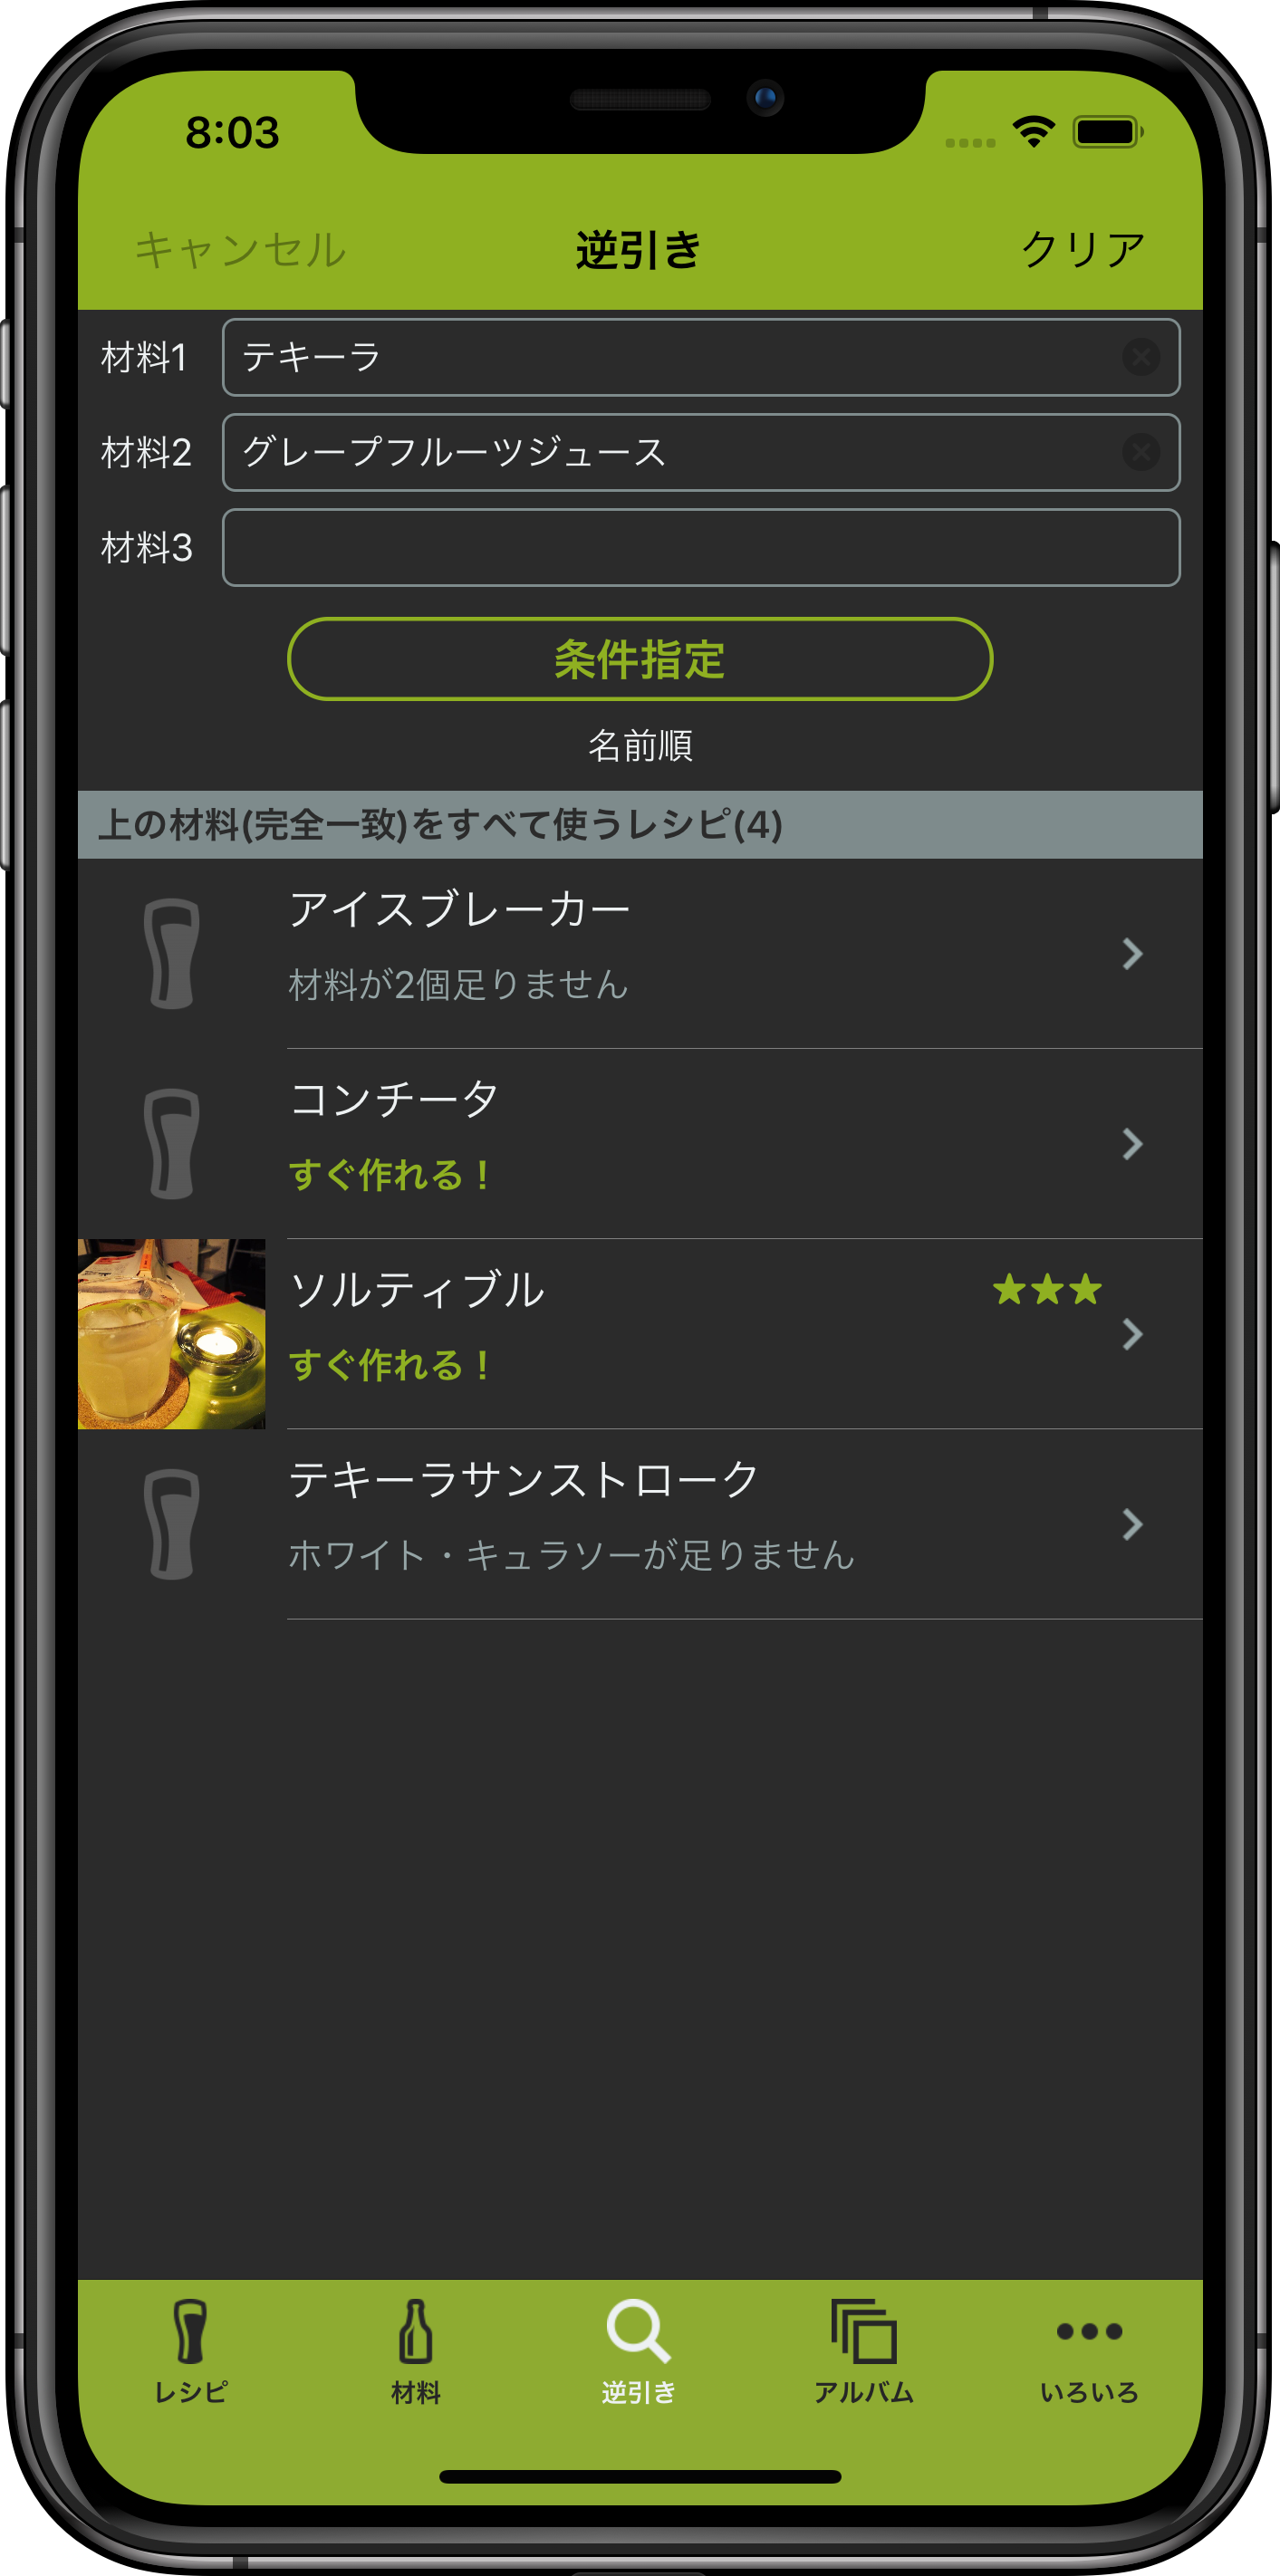 8:03
キャンセル 逆引き クリア
材料1 テキーラ
材料2 グレープフルーツジュース
材料3
条件指定
名前順
上の材料(完全一致)をすべて使うレシピ(4)
アイスブレーカー
材料が2個足りません
コンチータ
すぐ作れる！
ソルティブル ★★★
すぐ作れる！
テキーラサンストローク
ホワイト・キュラソーが足りません
レシピ 材料 逆引き アルバム いろいろ